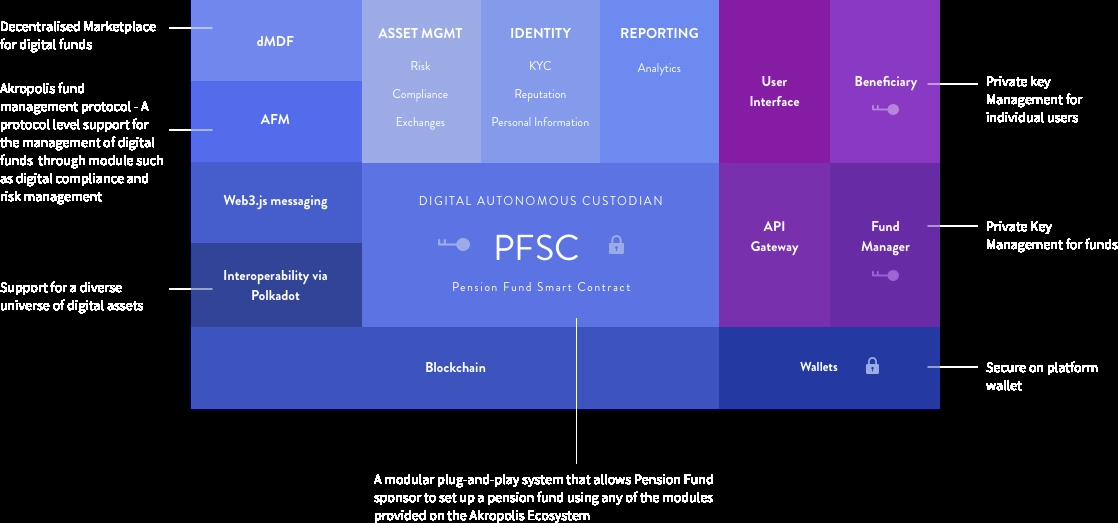 Decentralised Marketplace
for digital funds
Akropolis fund
management protocol - A
protocol level support for
the management of digital
funds through module such
as digital compliance and
risk management
Support for a diverse
universe of digital assets
dMDF
AFM
Web3.js messaging
Interoperability via
Polkadot
ASSET MGMT
Risk
Compliance
Exchanges
IDENTITY
KYC
Reputation
Personal Information
REPORTING
Analytics
DIGITAL AUTONOMOUS CUSTODIAN
PFSC
Pension Fund Smart Contract
User
Interface
Beneficiary
API
Gateway
Fund
Manager
Blockchain
Wallets
Private key
Management for
individual users
Private Key
Management for funds
Secure on platform
wallet
A modular plug-and-play system that allows Pension Fund
sponsor to set up a pension fund using any of the modules
provided on the Akropolis Ecosystem